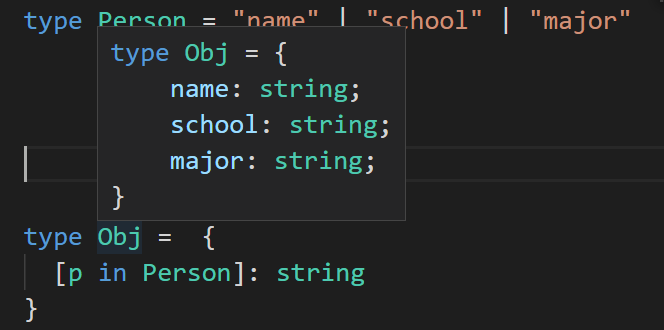 type Person = "name" | "school" | "major"
type Obj = {
name: string;
school: string;
major: string;
}
type Obj = {
[p in Person]: string
}